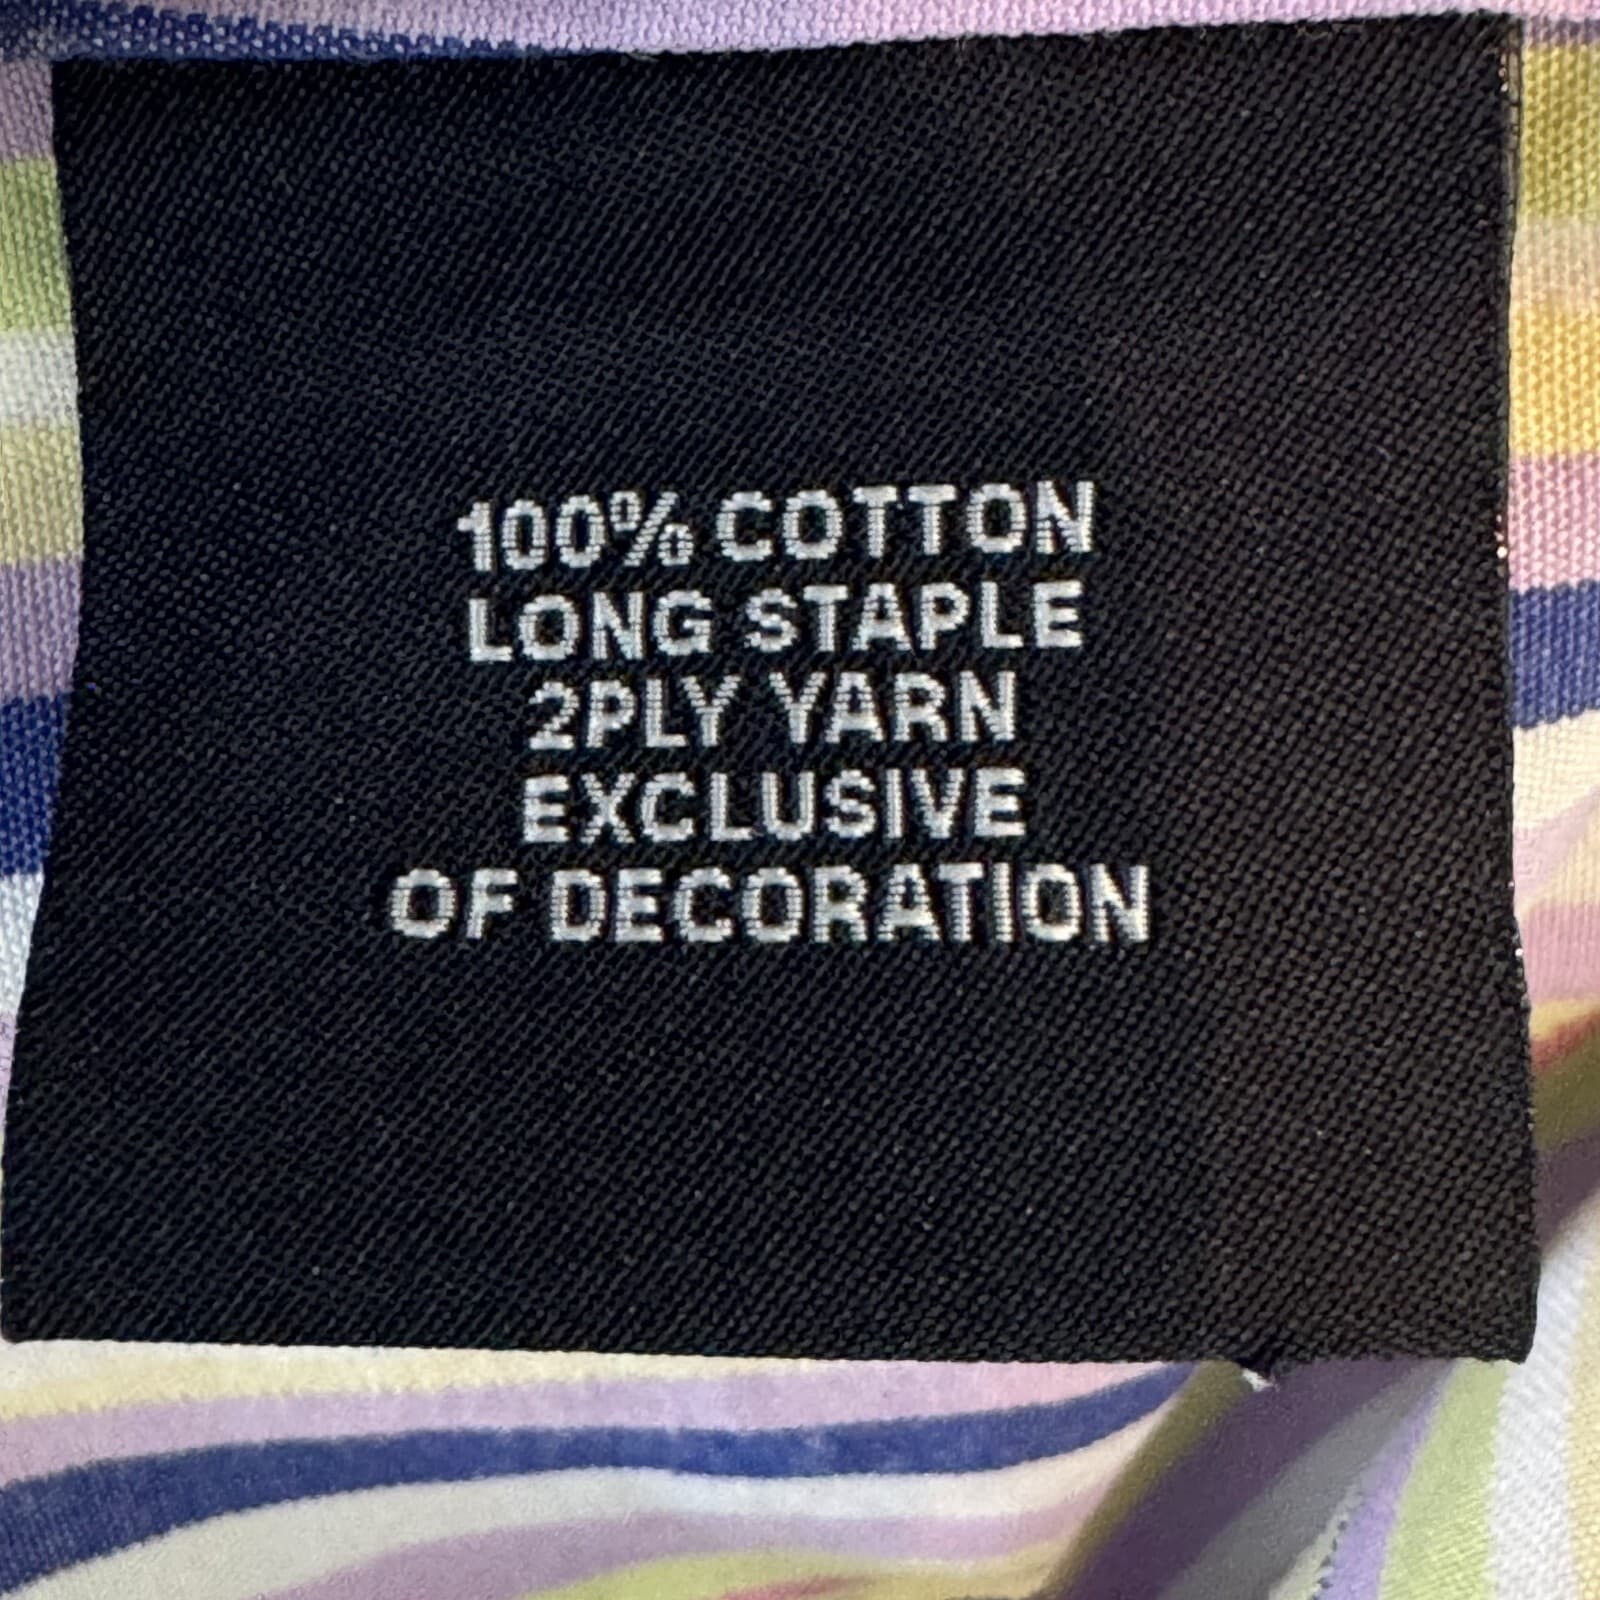 100% COTTON
LONG STAPLE
2PLY YARN
EXCLUSIVE
OF DECORATION